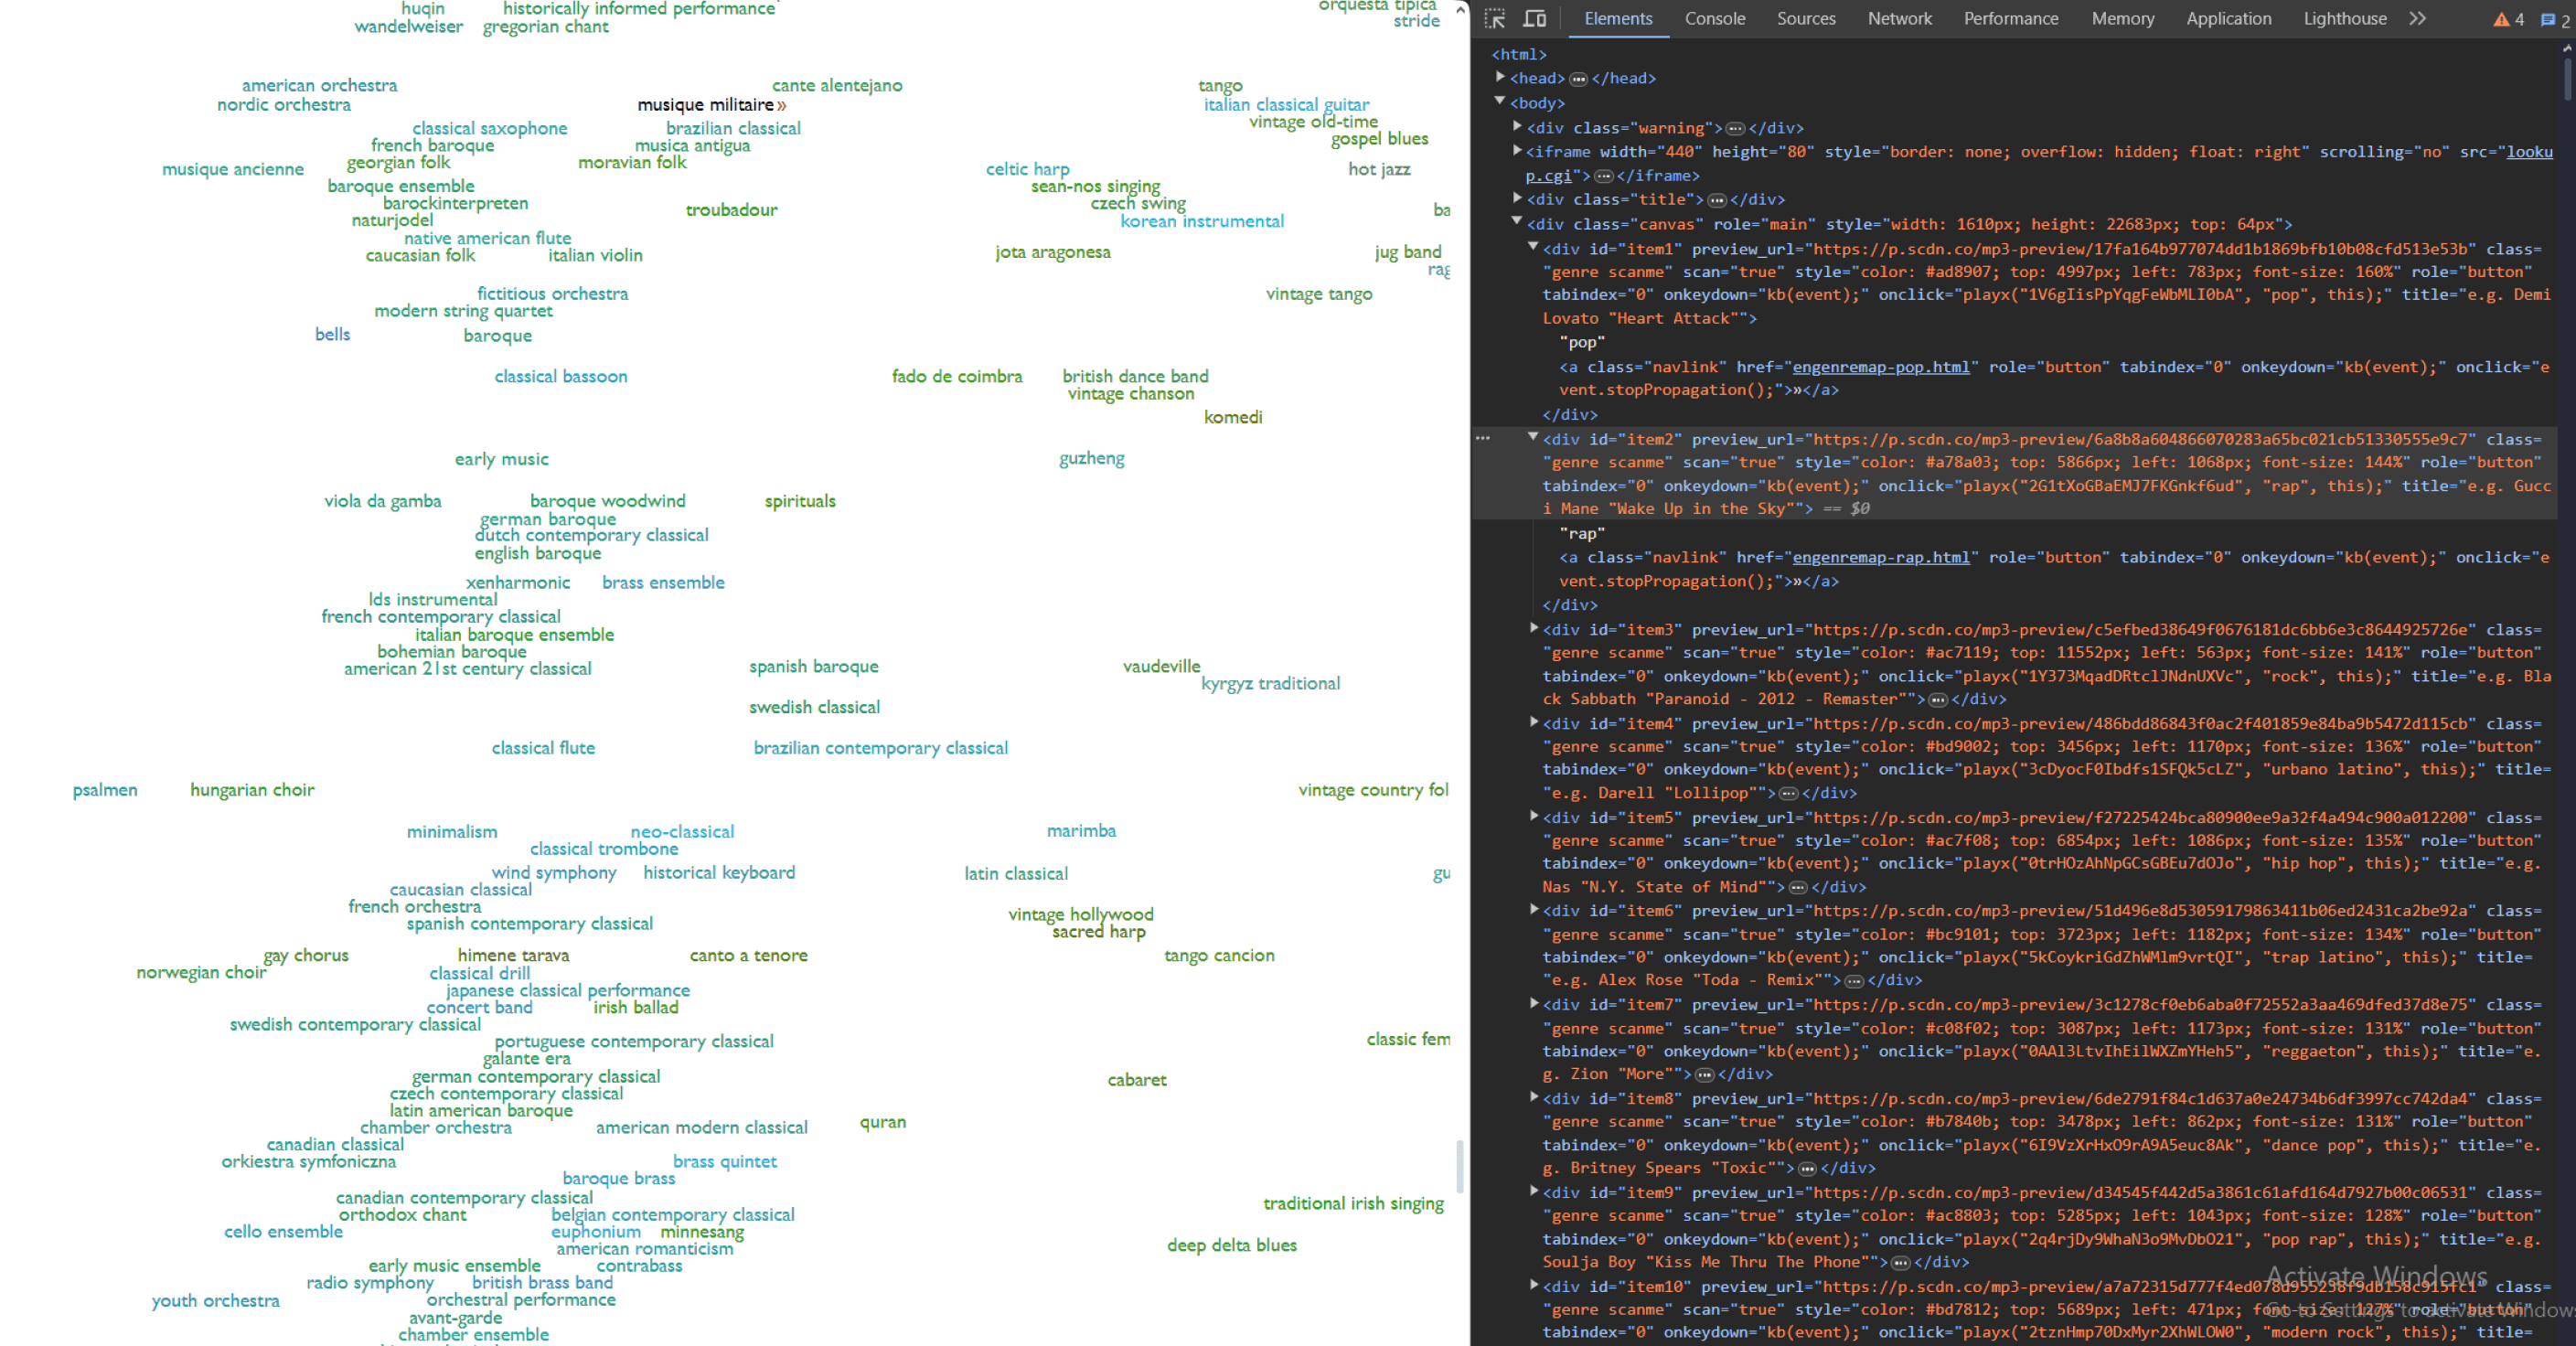 huqin historically informed performance orquesta tipica
wandelweiser gregorian chant stride
american orchestra cante alentejano tango
nordic orchestra musique militaire» italian classical guitar
vintage old-time
classical saxophone brazilian classical
gospel blues
french baroque musica antigua
georgian folk moravian folk
musique ancienne celtic harp hot jazz
baroque ensemble sean-nos singing
barockinterpreten czech swing
troubadour ba
naturjodel korean instrumental
native american flute
caucasian folk italian violin jota aragonesa jug band
rag
fictitious orchestra vintage tango
modern string quartet
bells baroque
classical bassoon fado de coimbra british dance band
vintage chanson
komedi
early music guzheng
viola da gamba baroque woodwind spirituals
german baroque
dutch contemporary classical
english baroque
xenharmonic brass ensemble
lds instrumental
french contemporary classical
italian baroque ensemble
bohemian baroque
american 21st century classical spanish baroque vaudeville
kyrgyz traditional
swedish classical
classical flute brazilian contemporary classical
psalmen hungarian choir vintage country fol
minimalism neo-classical marimba
classical trombone
wind symphony historical keyboard latin classical gu
caucasian classical
french orchestra
vintage hollywood
spanish contemporary classical
sacred harp
gay chorus himene tarava canto a tenore tango cancion
norwegian choir classical drill
japanese classical performance
concert band irish ballad
swedish contemporary classical
portuguese contemporary classical classic fem
galante era
german contemporary classical cabaret
czech contemporary classical
latin american baroque
chamber orchestra american modern classical quran
canadian classical
orkiestra symfoniczna brass quintet
baroque brass
canadian contemporary classical traditional irish singing
orthodox chant belgian contemporary classical
cello ensemble euphonium minnesang
american romanticism deep delta blues
early music ensemble contrabass
radio symphony british brass band
youth orchestra orchestral performance
avant-garde
chamber ensemble
Elements Console Sources Network Performance Memory Application Lighthouse 4 2
<html>
<head> … </head>
<body>
<div class="warning"> … </div>
<iframe width="440" height="80" style="border: none; overflow: hidden; float: right" scrolling="no" src="looku
p.cgi"> … </iframe>
<div class="title"> … </div>
<div class="canvas" role="main" style="width: 1610px; height: 22683px; top: 64px">
<div id="item1" preview_url="https://p.scdn.co/mp3-preview/17fa164b977074dd1b1869bfb10b08cfd513e53b" class=
"genre scanme" scan="true" style="color: #ad8907; top: 4997px; left: 783px; font-size: 160%" role="button"
tabindex="0" onkeydown="kb(event);" onclick="playx("1V6gIisPpYqgFeWbMLI0bA", "pop", this);" title="e.g. Demi
Lovato "Heart Attack"">
"pop"
<a class="navlink" href="engenremap-pop.html" role="button" tabindex="0" onkeydown="kb(event);" onclick="e
vent.stopPropagation();">»</a>
</div>
<div id="item2" preview_url="https://p.scdn.co/mp3-preview/6a8b8a604866070283a65bc021cb51330555e9c7" class=
"genre scanme" scan="true" style="color: #a78a03; top: 5866px; left: 1068px; font-size: 144%" role="button"
tabindex="0" onkeydown="kb(event);" onclick="playx("2G1tXoGBaEMJ7FKGnkf6ud", "rap", this);" title="e.g. Gucc
i Mane "Wake Up in the Sky""> == $0
"rap"
<a class="navlink" href="engenremap-rap.html" role="button" tabindex="0" onkeydown="kb(event);" onclick="e
vent.stopPropagation();">»</a>
</div>
<div id="item3" preview_url="https://p.scdn.co/mp3-preview/c5efbed38649f0676181dc6bb6e3c8644925726e" class=
"genre scanme" scan="true" style="color: #ac7119; top: 11552px; left: 563px; font-size: 141%" role="button"
tabindex="0" onkeydown="kb(event);" onclick="playx("1Y373MqadDRtclJNdnUXVc", "rock", this);" title="e.g. Bla
ck Sabbath "Paranoid - 2012 - Remaster""> … </div>
<div id="item4" preview_url="https://p.scdn.co/mp3-preview/486bdd86843f0ac2f401859e84ba9b5472d115cb" class=
"genre scanme" scan="true" style="color: #bd9002; top: 3456px; left: 1170px; font-size: 136%" role="button"
tabindex="0" onkeydown="kb(event);" onclick="playx("3cDyocF0Ibdfs1SFQk5cLZ", "urbano latino", this);" title=
"e.g. Darell "Lollipop""> … </div>
<div id="item5" preview_url="https://p.scdn.co/mp3-preview/f27225424bca80900ee9a32f4a494c900a012200" class=
"genre scanme" scan="true" style="color: #ac7f08; top: 6854px; left: 1086px; font-size: 135%" role="button"
tabindex="0" onkeydown="kb(event);" onclick="playx("0trHOzAhNpGCsGBEu7dOJo", "hip hop", this);" title="e.g.
Nas "N.Y. State of Mind""> … </div>
<div id="item6" preview_url="https://p.scdn.co/mp3-preview/51d496e8d53059179863411b06ed2431ca2be92a" class=
"genre scanme" scan="true" style="color: #bc9101; top: 3723px; left: 1182px; font-size: 134%" role="button"
tabindex="0" onkeydown="kb(event);" onclick="playx("5kCoykriGdZhWMlm9vrtQI", "trap latino", this);" title=
"e.g. Alex Rose "Toda - Remix""> … </div>
<div id="item7" preview_url="https://p.scdn.co/mp3-preview/3c1278cf0eb6aba0f72552a3aa469dfed37d8e75" class=
"genre scanme" scan="true" style="color: #c08f02; top: 3087px; left: 1173px; font-size: 131%" role="button"
tabindex="0" onkeydown="kb(event);" onclick="playx("0AAl3LtvIhEilWXZmYHeh5", "reggaeton", this);" title="e.
g. Zion "More""> … </div>
<div id="item8" preview_url="https://p.scdn.co/mp3-preview/6de2791f84c1d637a0e24734b6df3997cc742da4" class=
"genre scanme" scan="true" style="color: #b7840b; top: 3478px; left: 862px; font-size: 131%" role="button"
tabindex="0" onkeydown="kb(event);" onclick="playx("6I9VzXrHxO9rA9A5euc8Ak", "dance pop", this);" title="e.
g. Britney Spears "Toxic""> … </div>
<div id="item9" preview_url="https://p.scdn.co/mp3-preview/d34545f442d5a3861c61afd164d7927b00c06531" class=
"genre scanme" scan="true" style="color: #ac8803; top: 5285px; left: 1043px; font-size: 128%" role="button"
tabindex="0" onkeydown="kb(event);" onclick="playx("2q4rjDy9WhaN3o9MvDbO21", "pop rap", this);" title="e.g.
Soulja Boy "Kiss Me Thru The Phone""> … </div>
<div id="item10" preview_url="https://p.scdn.co/mp3-preview/a7a72315d777f4ed078d955238f9db158c915fc1" class=
"genre scanme" scan="true" style="color: #bd7812; top: 5689px; left: 471px; font-size: 127%" role="button"
tabindex="0" onkeydown="kb(event);" onclick="playx("2tznHmp70DxMyr2XhWLOW0", "modern rock", this);" title=
Activate Windows
Go to Settings to activate Windows